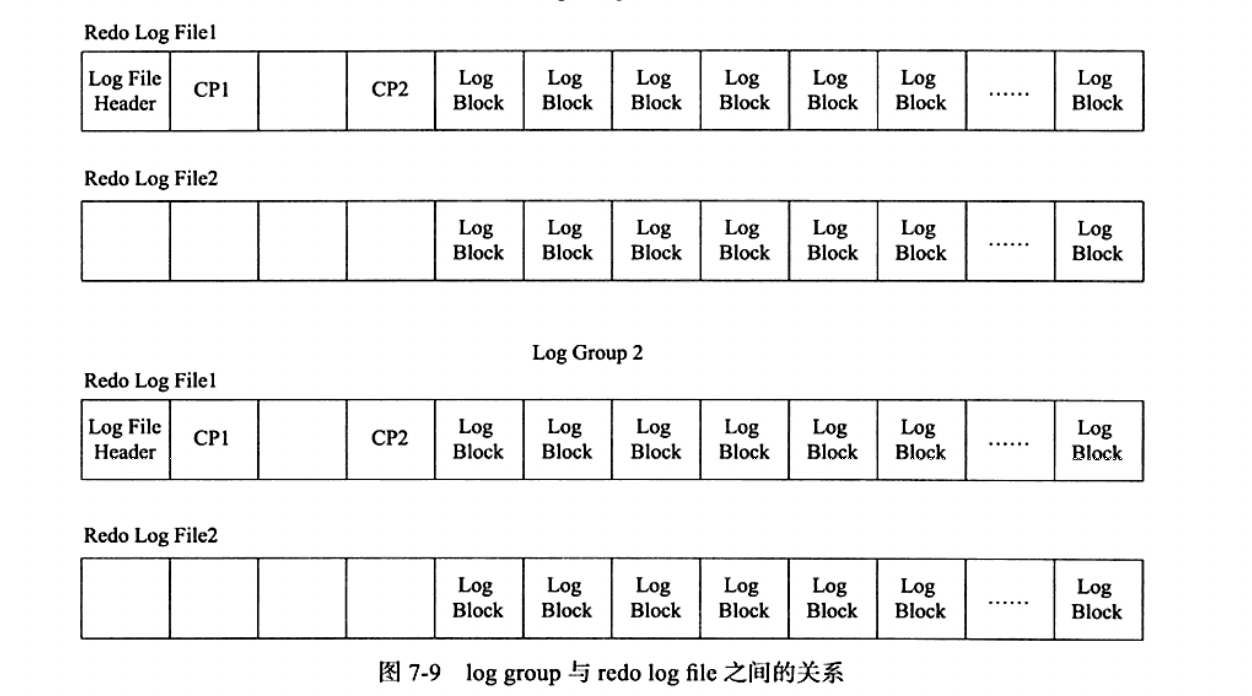 Redo Log File1
Log File Header CP1 CP2 Log Block Log Block Log Block Log Block Log Block Log Block ...... Log Block
Redo Log File2
Log Block Log Block Log Block Log Block Log Block Log Block ...... Log Block
Log Group 2
Redo Log File1
Log File Header CP1 CP2 Log Block Log Block Log Block Log Block Log Block Log Block ...... Log Block
Redo Log File2
Log Block Log Block Log Block Log Block Log Block Log Block ...... Log Block
图 7-9 log group 与 redo log file 之间的关系